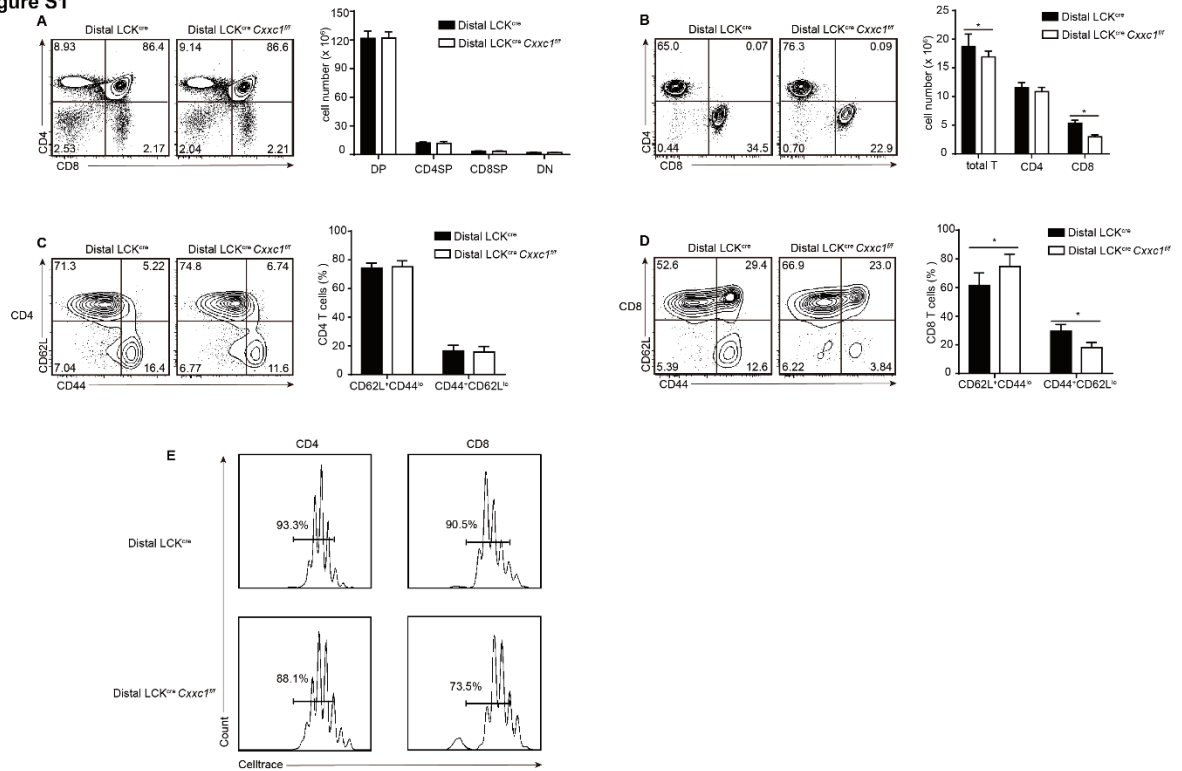 gure S1
A
Distal LCKcre
Distal LCKcre Cxxc1f/f
8.93
86.4
9.14
86.6
2.53
2.17
2.04
2.21
CD4
CD8
cell number (x 10⁶)
150
120
90
60
30
0
DP
CD4SP
CD8SP
DN
Distal LCKcre
Distal LCKcre Cxxc1f/f
B
Distal LCKcre
Distal LCKcre Cxxc1f/f
65.0
0.07
76.3
0.09
0.44
34.5
0.70
22.9
CD4
CD8
cell number (x 10⁶)
25
20
15
10
5
0
*
*
total T
CD4
CD8
Distal LCKcre
Distal LCKcre Cxxc1f/f
C
Distal LCKcre
Distal LCKcre Cxxc1f/f
71.3
5.22
74.8
6.74
CD4
7.04
16.4
6.77
11.6
CD62L
CD44
CD4 T cells (%)
100
80
60
40
20
0
CD62L+CD44lo
CD44+CD62Llo
Distal LCKcre
Distal LCKcre Cxxc1f/f
D
Distal LCKcre
Distal LCKcre Cxxc1f/f
52.6
29.4
66.9
23.0
CD8
5.39
12.6
6.22
3.84
CD62L
CD44
CD8 T cells (% )
100
80
60
40
20
0
*
*
CD62L+CD44lo
CD44+CD62Llo
Distal LCKcre
Distal LCKcre Cxxc1f/f
E
CD4
CD8
Distal LCKcre
93.3%
90.5%
Distal LCKcre Cxxc1f/f
88.1%
73.5%
Count
Celltrace